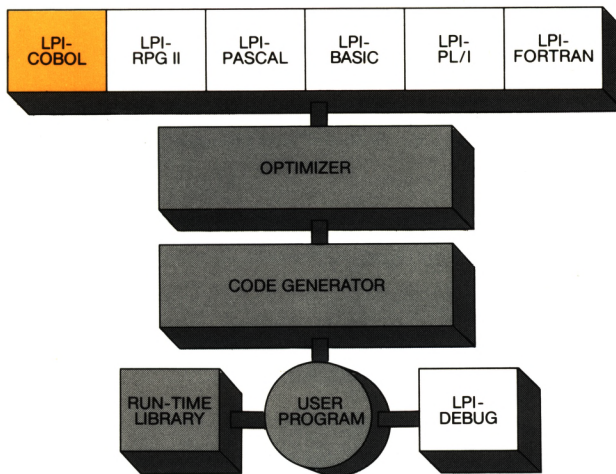 LPI-
COBOL
LPI-
RPG II
LPI-
PASCAL
LPI-
BASIC
LPI-
PL/I
LPI-
FORTRAN
OPTIMIZER
CODE GENERATOR
RUN-TIME
LIBRARY
USER
PROGRAM
LPI-
DEBUG